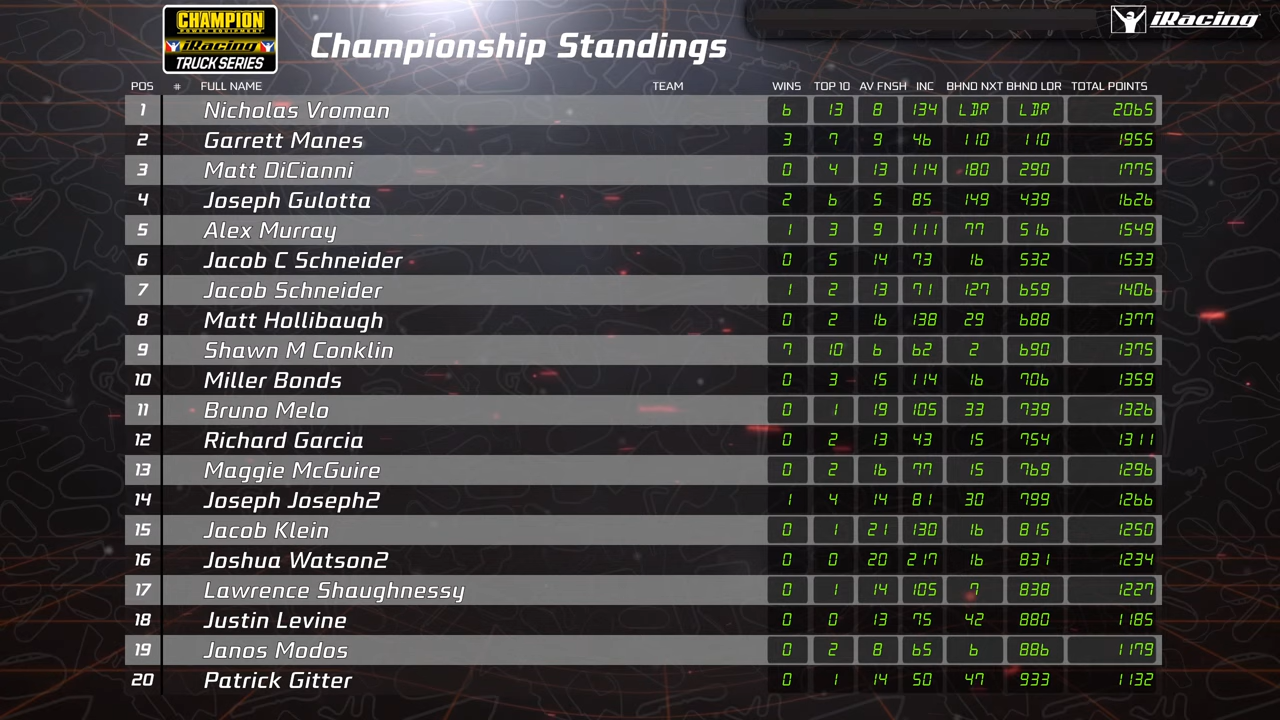 CHAMPION
POWER EQUIPMENT
iRacing
TRUCK SERIES
Championship Standings
iRacing
POS # FULL NAME TEAM WINS TOP 10 AV FNSH INC BHND NXT BHND LDR TOTAL POINTS
1 Nicholas Vroman 6 13 8 134 LDR LDR 2065
2 Garrett Manes 3 7 9 46 110 110 1955
3 Matt DiCianni 0 4 13 114 180 290 1775
4 Joseph Gulotta 2 6 5 85 149 439 1626
5 Alex Murray 1 3 9 111 77 516 1549
6 Jacob C Schneider 0 5 14 73 16 532 1533
7 Jacob Schneider 1 2 13 71 127 659 1406
8 Matt Hollibaugh 0 2 16 138 29 688 1377
9 Shawn M Conklin 7 10 6 62 2 690 1375
10 Miller Bonds 0 3 15 114 16 706 1359
11 Bruno Melo 0 1 19 105 33 739 1326
12 Richard Garcia 0 2 13 43 15 754 1311
13 Maggie McGuire 0 2 16 77 15 769 1296
14 Joseph Joseph2 1 4 14 81 30 799 1266
15 Jacob Klein 0 1 21 130 16 815 1250
16 Joshua Watson2 0 0 20 217 16 831 1234
17 Lawrence Shaughnessy 0 1 14 105 7 838 1227
18 Justin Levine 0 0 13 75 42 880 1185
19 Janos Modos 0 2 8 65 6 886 1179
20 Patrick Gitter 0 1 14 50 47 933 1132